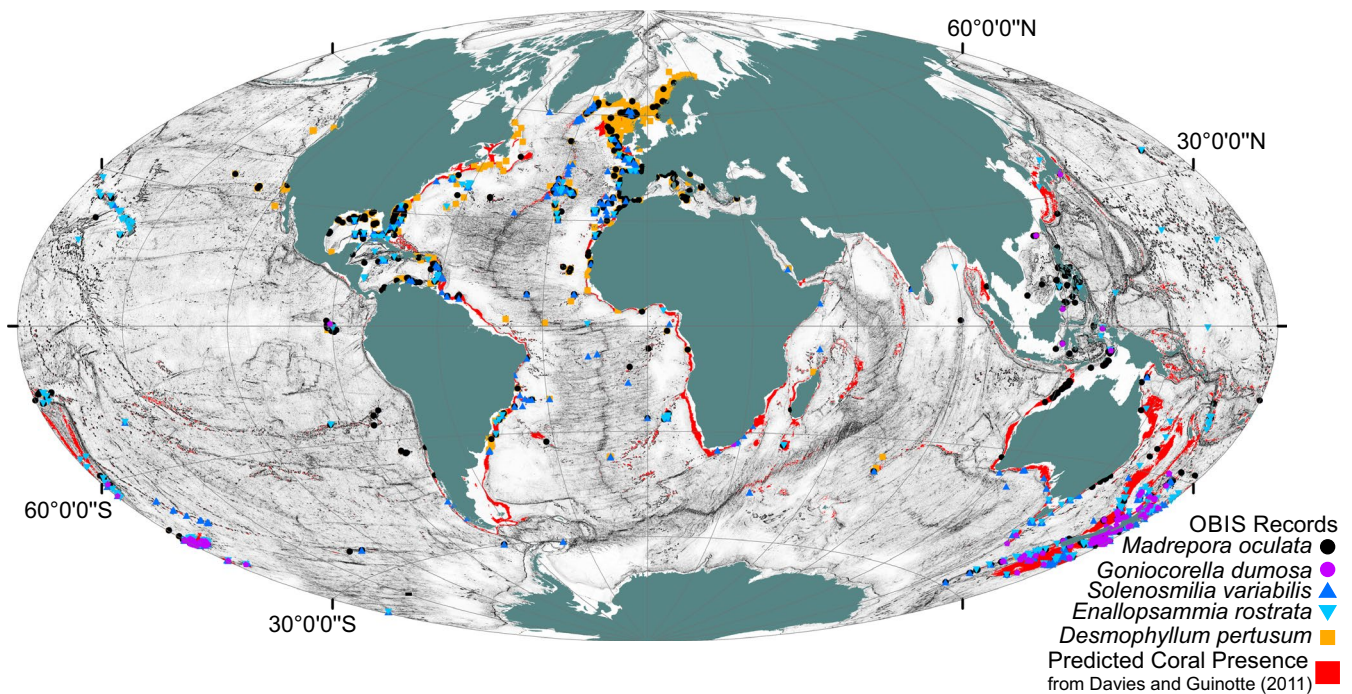 60°0'0"N
30°0'0"N
60°0'0"S
30°0'0"S
OBIS Records
Madrepora oculata
Goniocorella dumosa
Solenosmilia variabilis
Enallopsammia rostrata
Desmophyllum pertusum
Predicted Coral Presence
from Davies and Guinotte (2011)